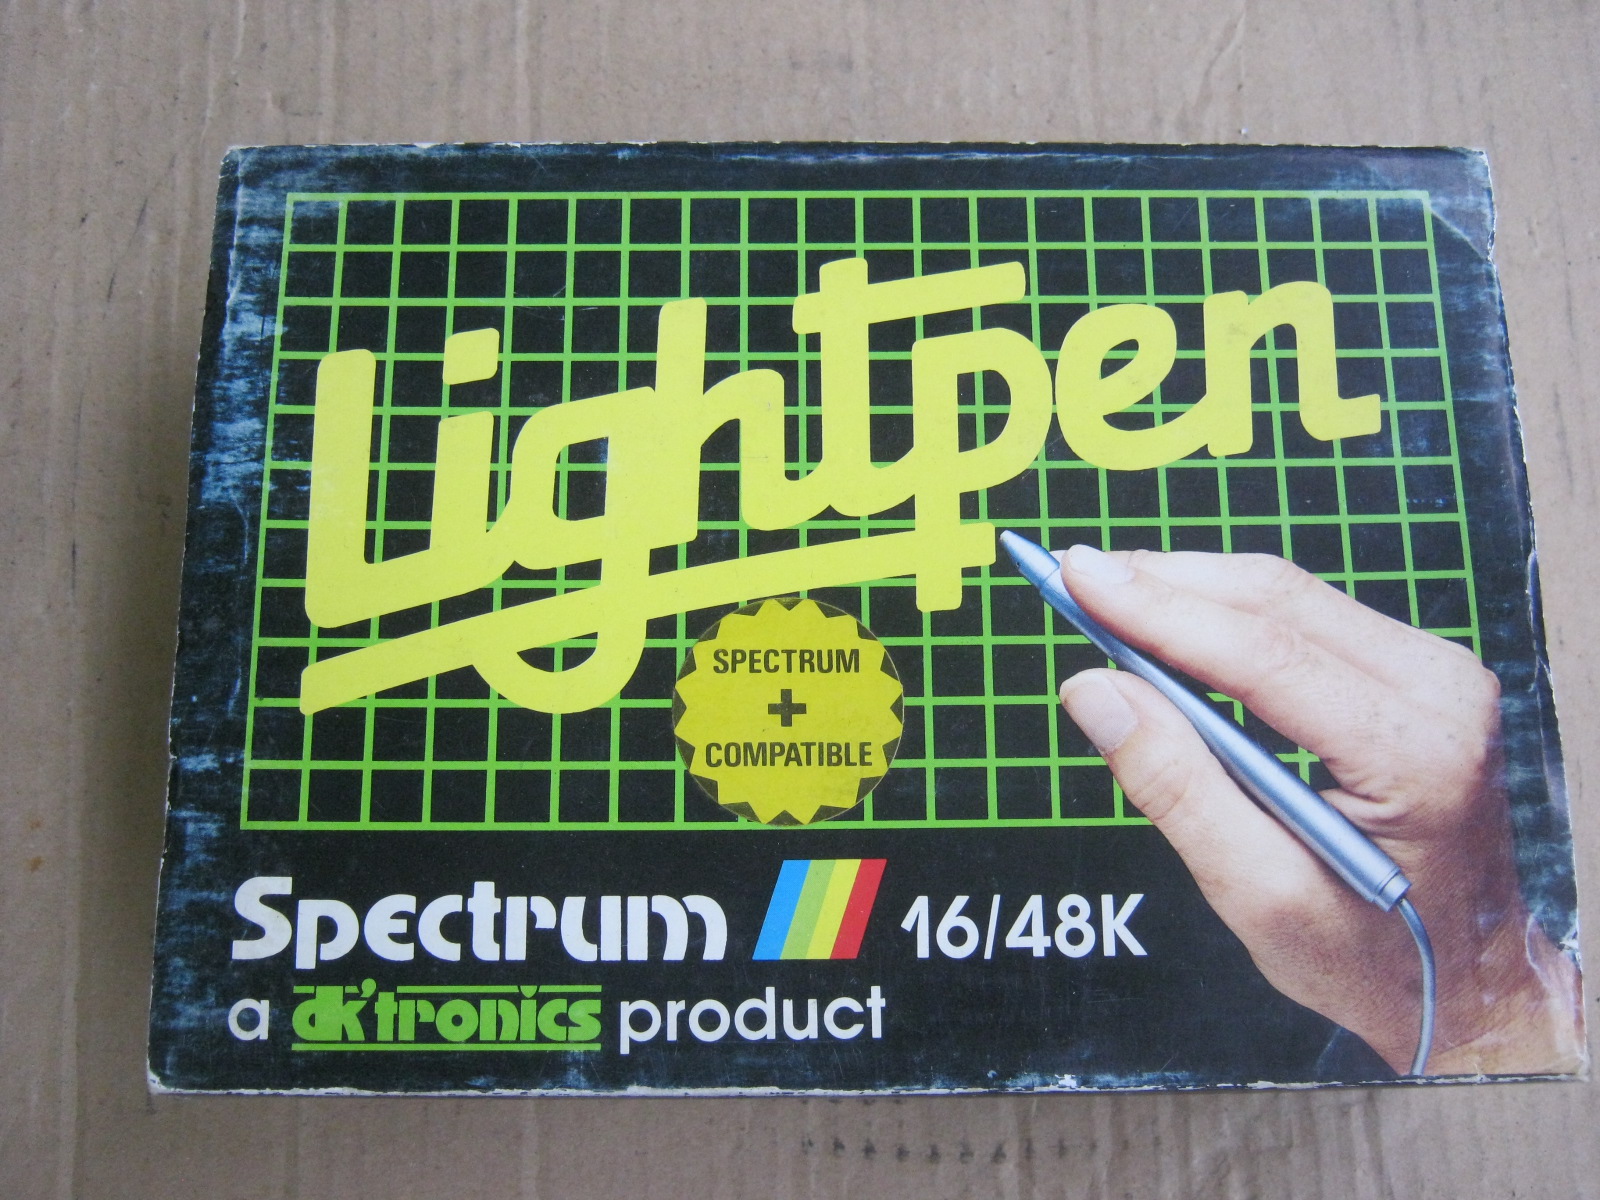 Lightpen
SPECTRUM
+
COMPATIBLE
Spectrum 16/48K
a dk'tronics product